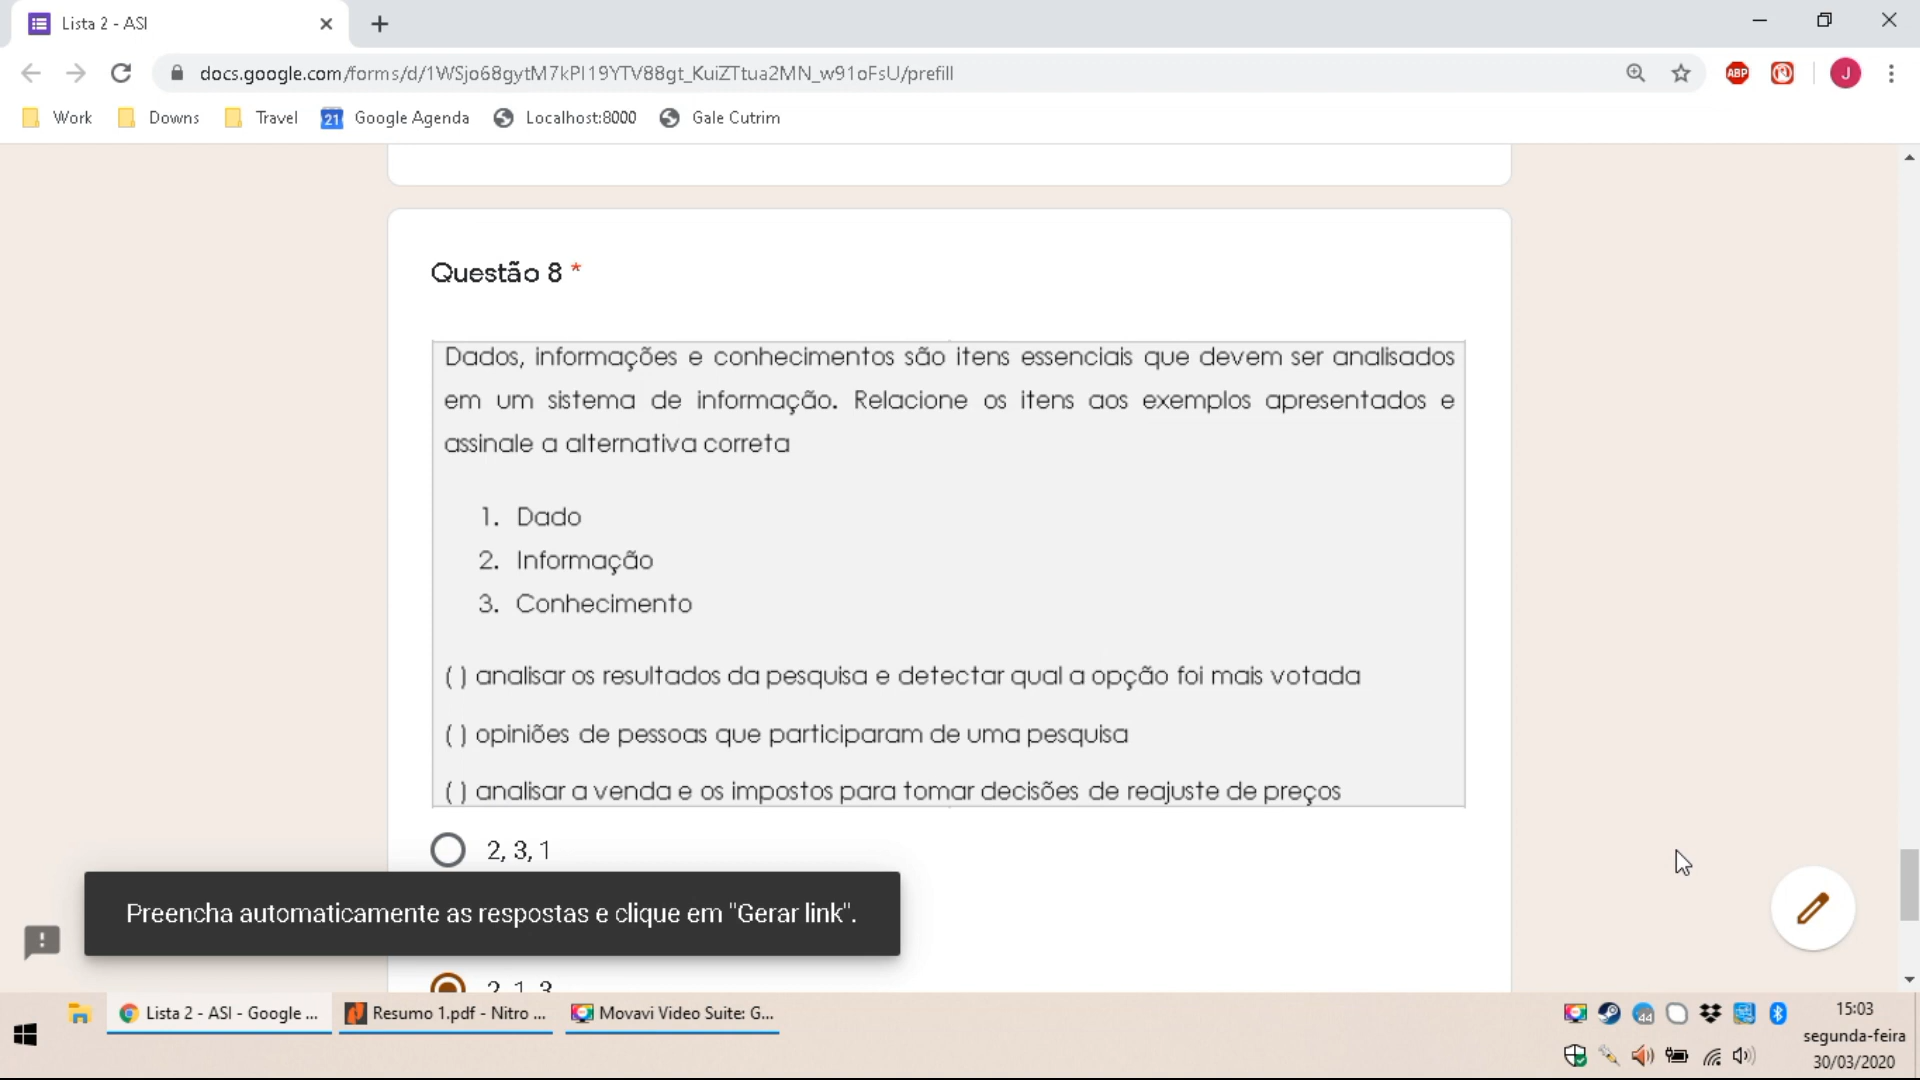 Lista 2 - ASI
docs.google.com/forms/d/1WSjo68gytM7kPI19YTV88gt_KuiZTtua2MN_w91oFsU/prefill
ABP
J
Work
Downs
Travel
21
Google Agenda
Localhost:8000
Gale Cutrim
Questão 8 *
Dados, informações e conhecimentos são itens essenciais que devem ser analisados
em um sistema de informação. Relacione os itens aos exemplos apresentados e
assinale a alternativa correta
1. Dado
2. Informação
3. Conhecimento
( ) analisar os resultados da pesquisa e detectar qual a opção foi mais votada
( ) opiniões de pessoas que participaram de uma pesquisa
( ) analisar a venda e os impostos para tomar decisões de reajuste de preços
2, 3, 1
Preencha automaticamente as respostas e clique em "Gerar link".
2, 1, 3
Lista 2 - ASI - Google ...
Resumo 1.pdf - Nitro ...
Movavi Video Suite: G...
44
15:03
segunda-feira
30/03/2020